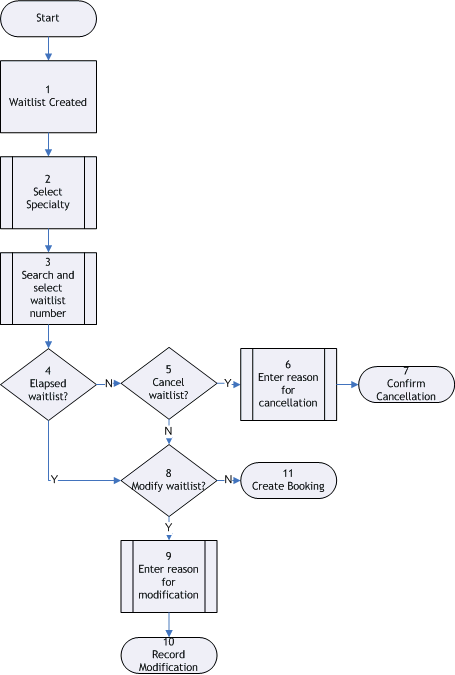 Start
1
Waitlist Created
2
Select
Specialty
3
Search and
select
waitlist
number
4
Elapsed
waitlist?
N
5
Cancel
waitlist?
Y
6
Enter reason
for
cancellation
7
Confirm
Cancellation
N
Y
8
Modify waitlist?
N
11
Create Booking
Y
9
Enter reason
for
modification
10
Record
Modification